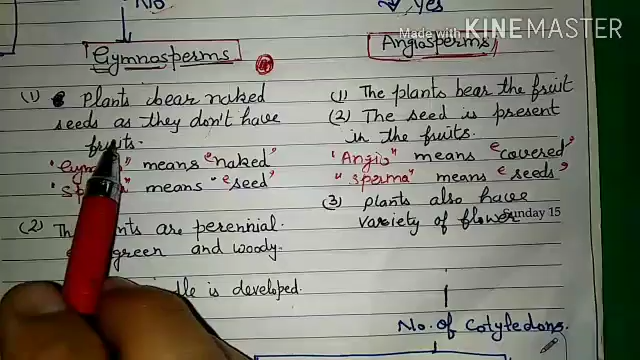 No
Yes
Made with KINEMASTER
Gymnosperms
Angiosperms
(1) Plants bear naked
seeds as they don't have
fruits.
means "naked"
means "seed"
(2) plants are perennial.
green and woody.
is developed.
(1) The plants bear the fruit
(2) The seed is present
in the fruits.
"Angio" means "covered"
"sperma" means "seeds"
(3) plants also have
variety of flower
Sunday 15
No. of Cotyledons.